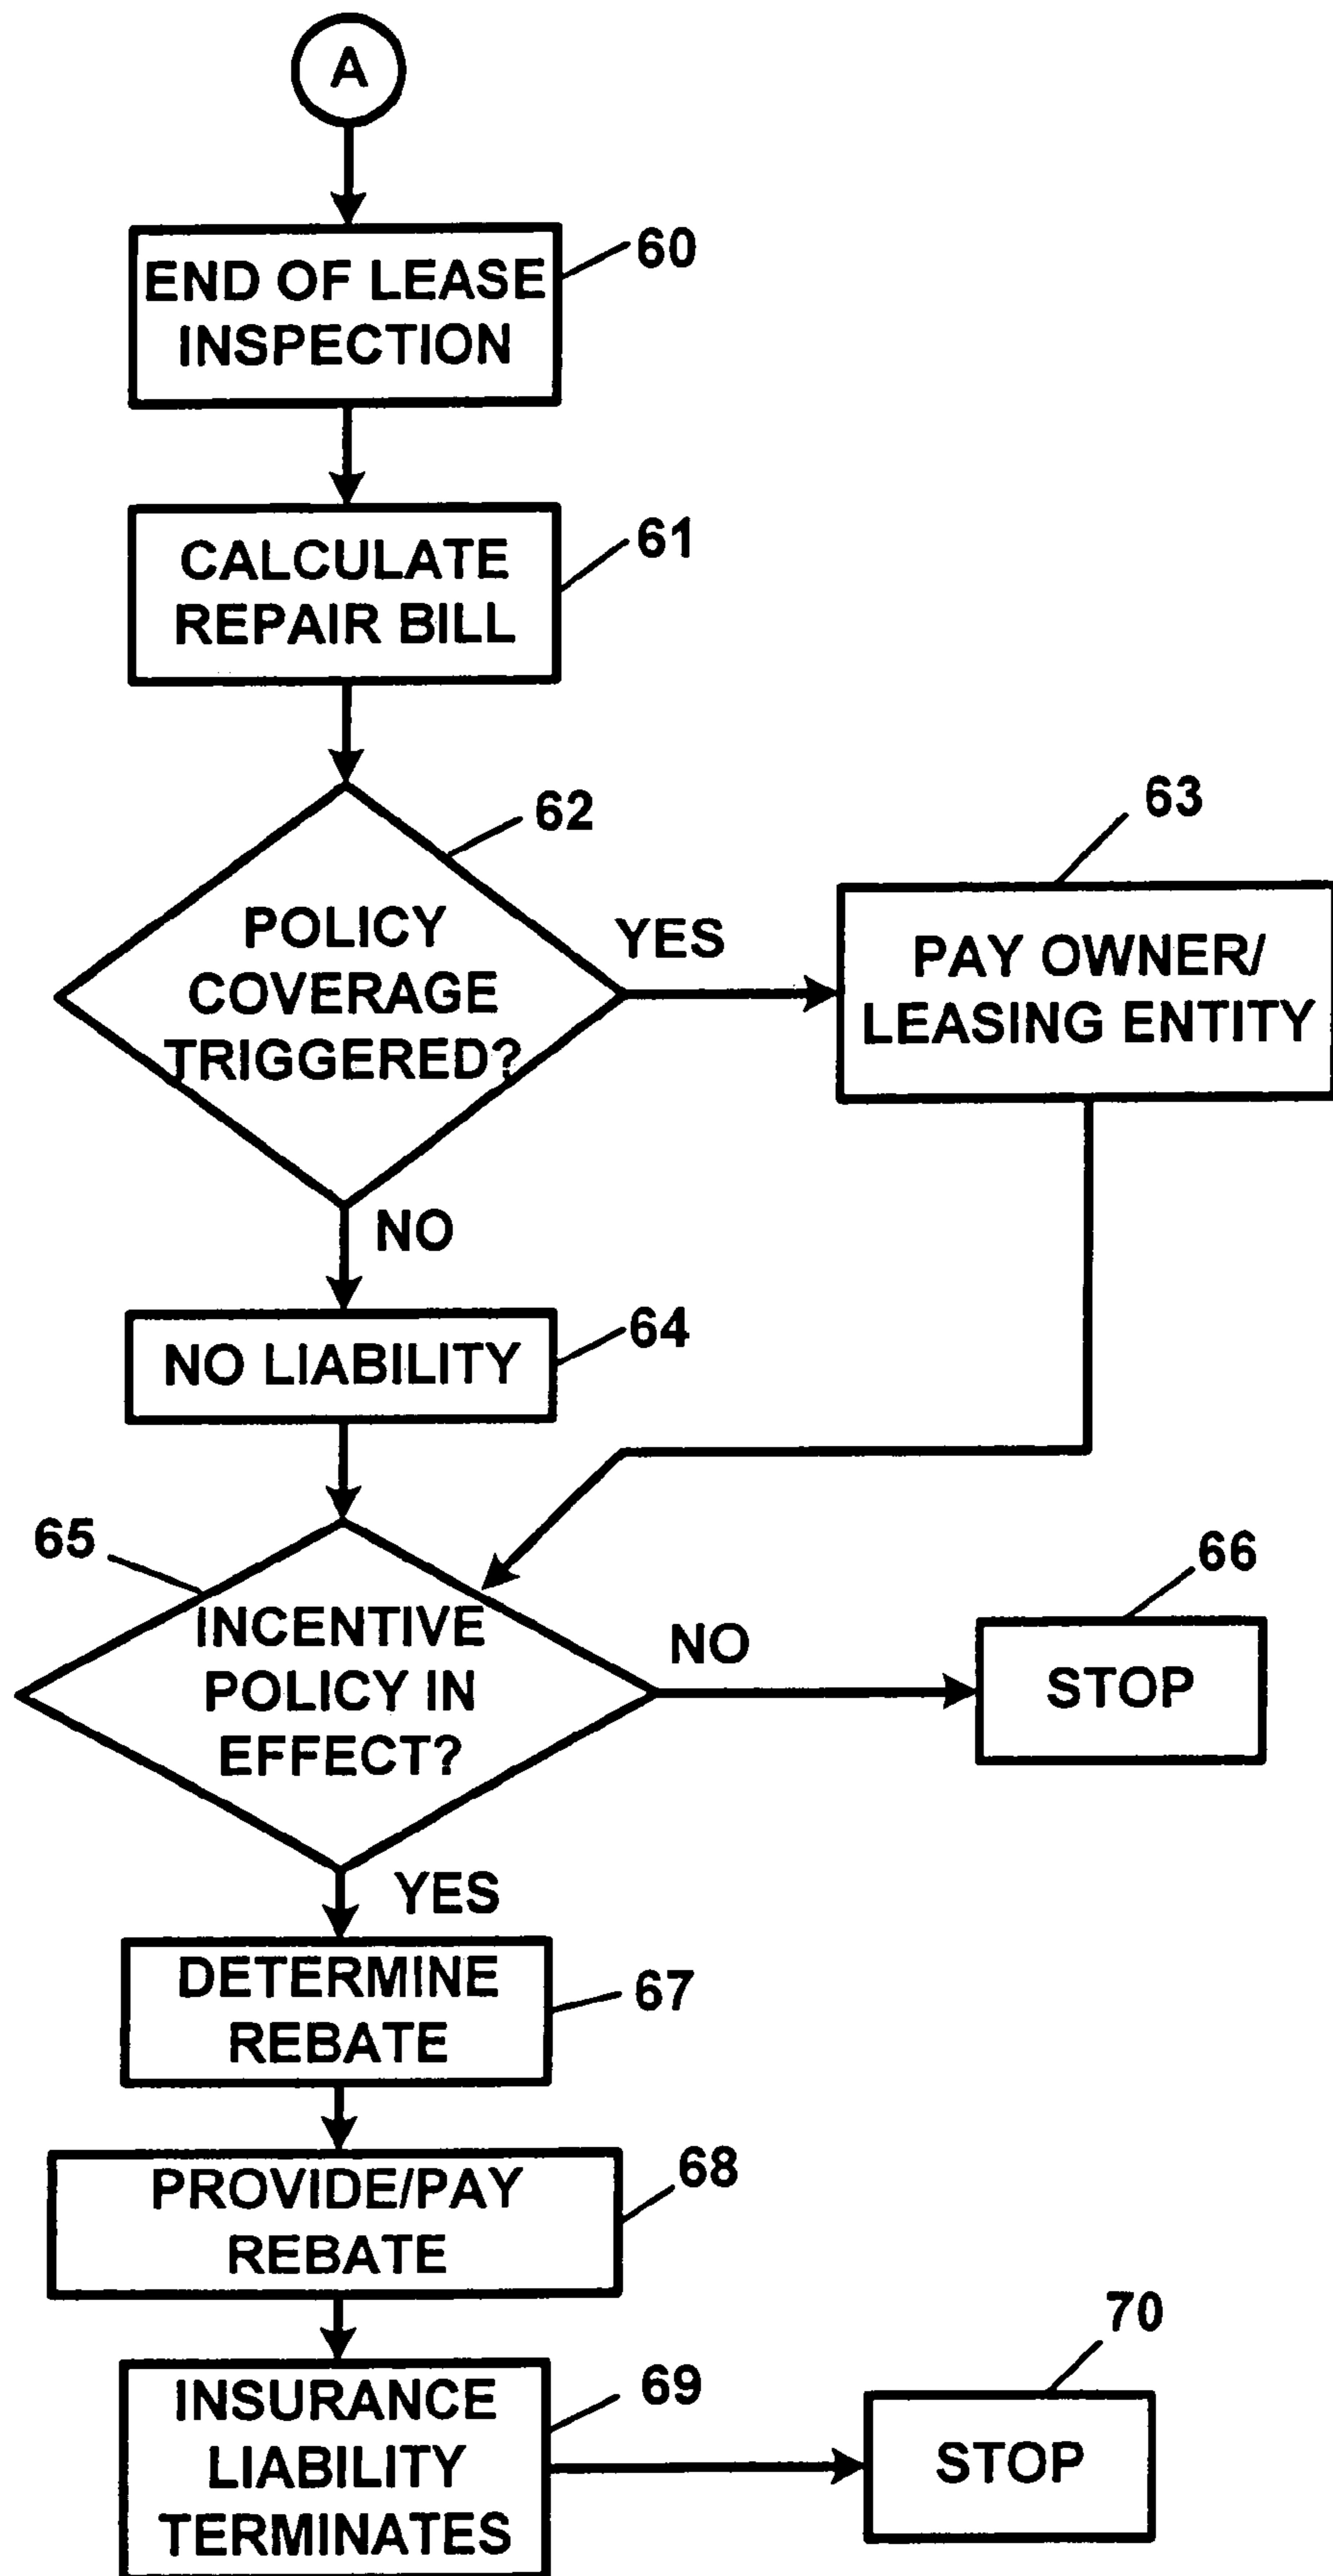 A
60
END OF LEASE
INSPECTION
61
CALCULATE
REPAIR BILL
62
POLICY
COVERAGE
TRIGGERED?
YES
63
PAY OWNER/
LEASING ENTITY
NO
64
NO LIABILITY
65
INCENTIVE
POLICY IN
EFFECT?
NO
66
STOP
YES
67
DETERMINE
REBATE
68
PROVIDE/PAY
REBATE
69
INSURANCE
LIABILITY
TERMINATES
70
STOP